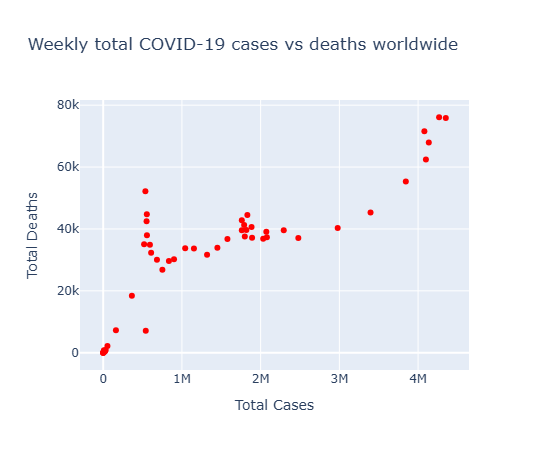 Weekly total COVID-19 cases vs deaths worldwide
80k
60k
40k
20k
0
Total Deaths
0 1M 2M 3M 4M
Total Cases